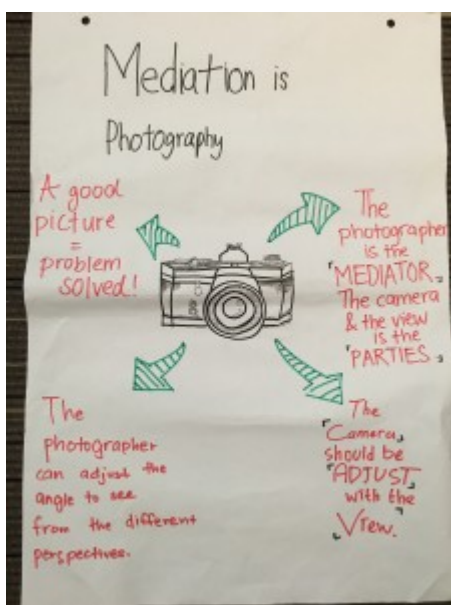 Mediation is
Photography
A good
picture
=
problem
solved!
The
photographer
is the
「MEDIATOR」
The camera
& the view
is the
「PARTIES」
The
photographer
can adjust the
angle to see
from the different
perspectives.
The
「Camera」
should be
「ADJUST」
with the
「View」